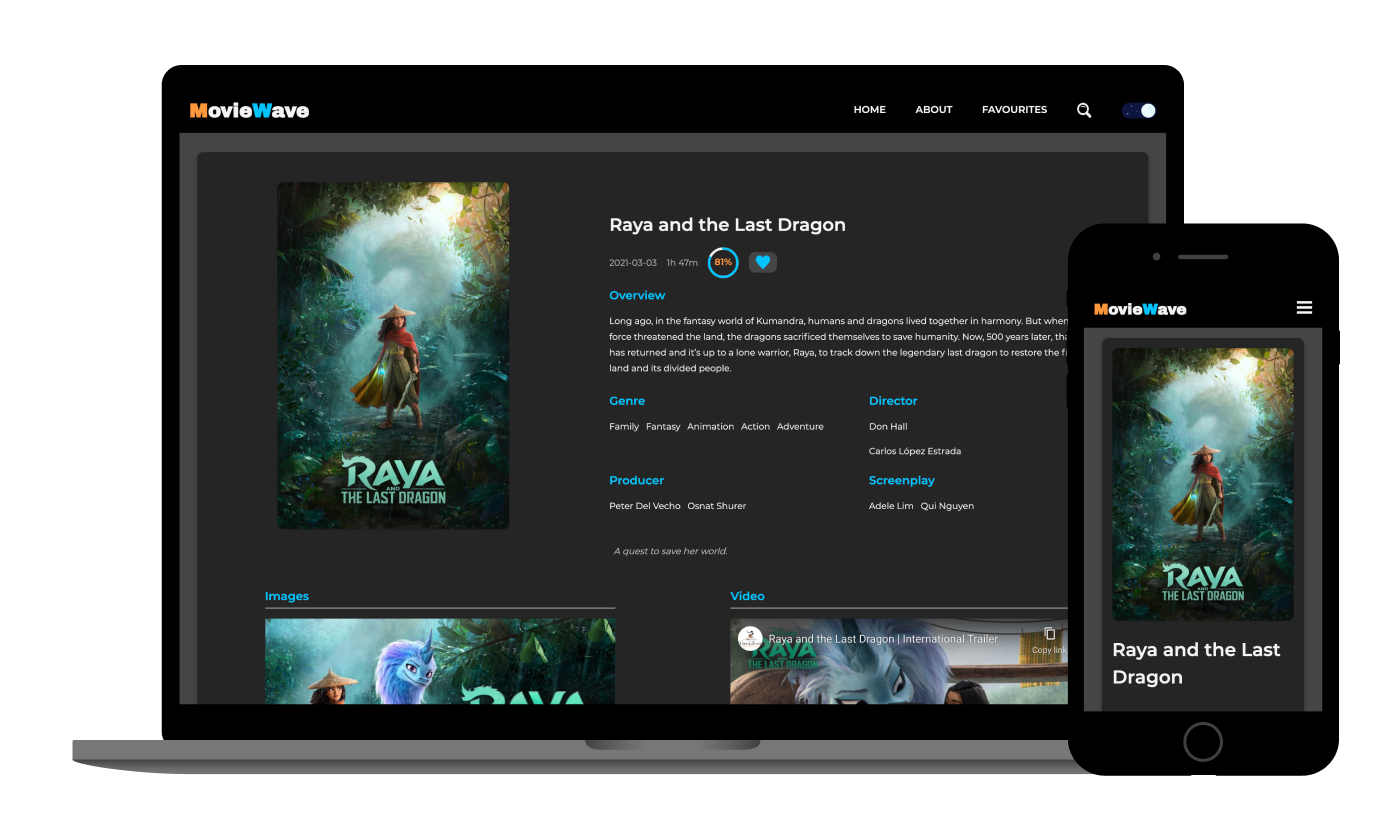 MovieWave
HOME ABOUT FAVOURITES
RAYA
AND
THE LAST DRAGON
Raya and the Last Dragon
2021-03-03 1h 47m 81%
Overview
Long ago, in the fantasy world of Kumandra, humans and dragons lived together in harmony. But when
force threatened the land, the dragons sacrificed themselves to save humanity. Now, 500 years later,
has returned and it's up to a lone warrior, Raya, to track down the legendary last dragon to restore the
land and its divided people.
Genre
Family Fantasy Animation Action Adventure
Director
Don Hall
Carlos López Estrada
Producer
Peter Del Vecho Osnat Shurer
Screenplay
Adele Lim Qui Nguyen
A quest to save her world.
Images
RAYA
Video
Raya and the Last Dragon | International Trailer
Copy link
RAYA
THE LAST DRAGON
MovieWave
RAYA
AND
THE LAST DRAGON
Raya and the Last
Dragon